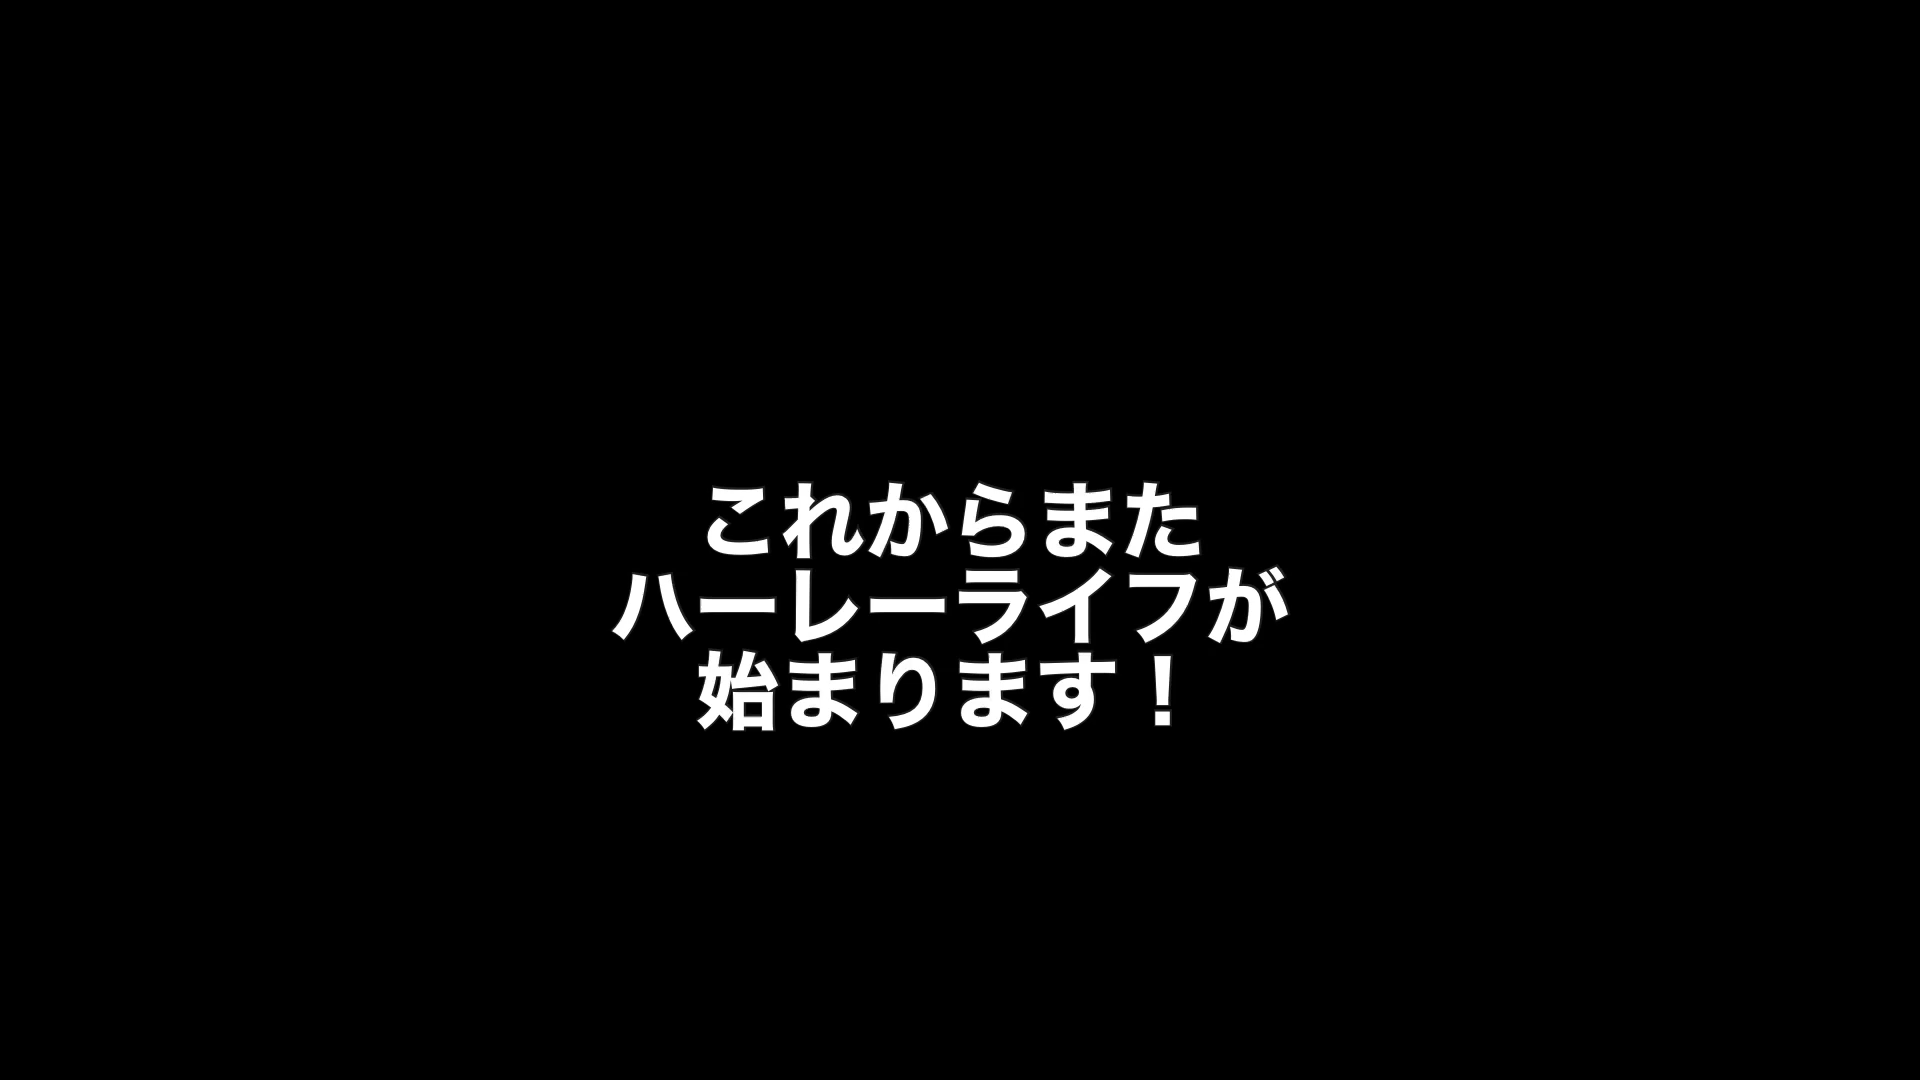 これからまた
ハーレーライフが
始まります！